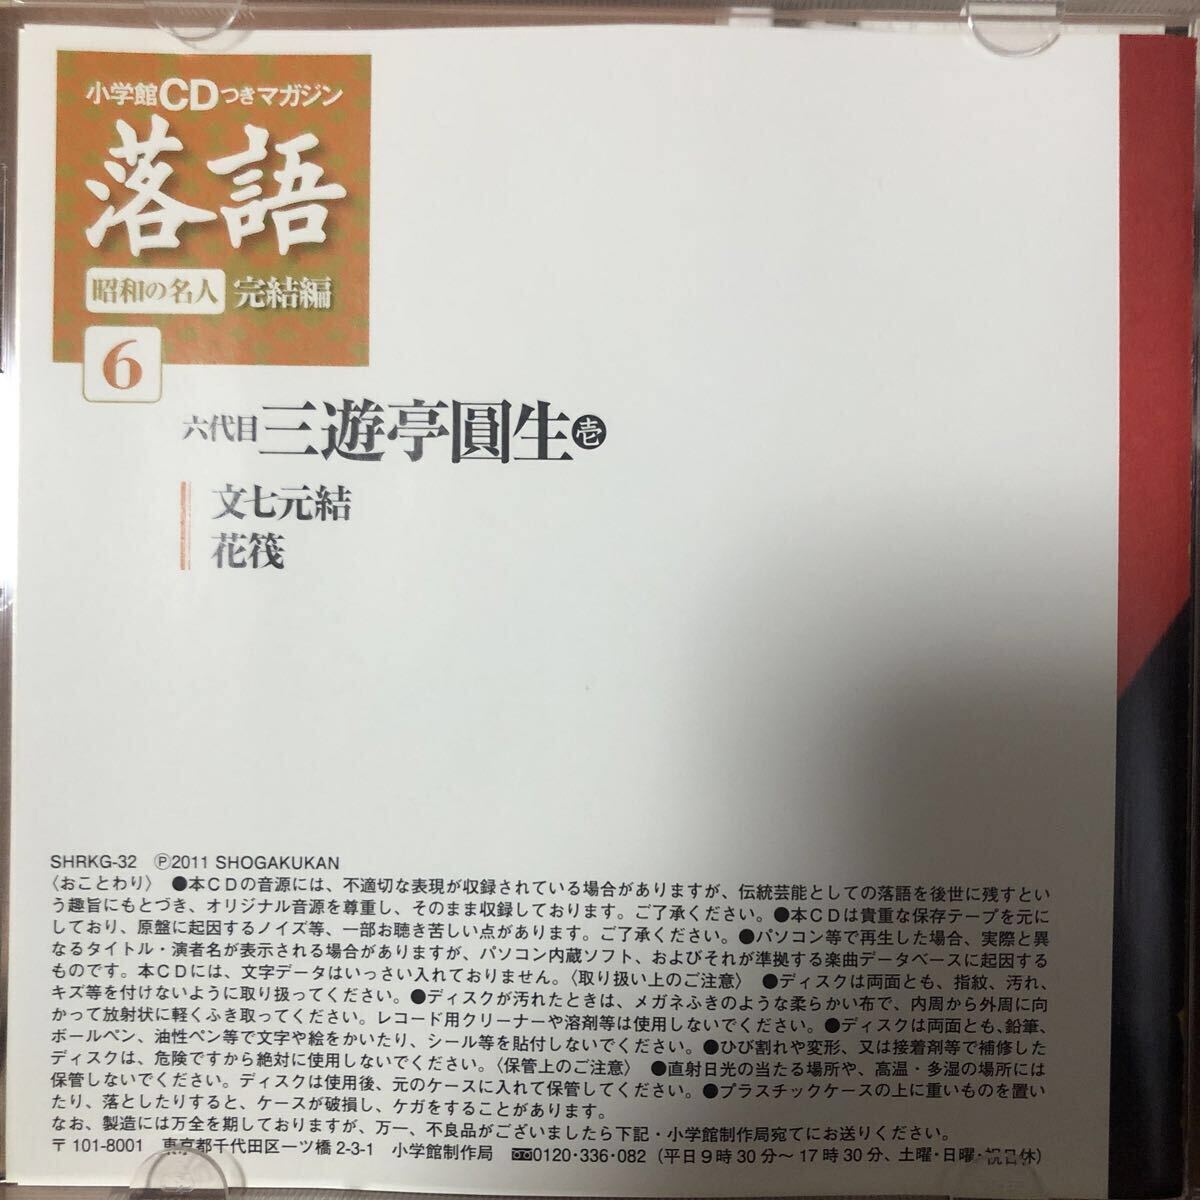 小学館CDつきマガジン
落語
昭和の名人 完結編
6
六代目 三遊亭圓生 壱
文七元結
花筏
SHRKG-32 Ⓟ2011 SHOGAKUKAN
〈おことわり〉 ●本CDの音源には、不適切な表現が収録されている場合がありますが、伝統芸能としての落語を後世に残すとい
う趣旨にもとづき、オリジナル音源を尊重し、そのまま収録しております。ご了承ください。●本CDは貴重な保存テープを元に
しており、原盤に起因するノイズ等、一部お聴き苦しい点があります。ご了承ください。●パソコン等で再生した場合、実際と異
なるタイトル・演者名が表示される場合がありますが、パソコン内蔵ソフト、およびそれが準拠する楽曲データベースに起因する
ものです。本CDには、文字データはいっさい入れておりません。〈取り扱い上のご注意〉 ●ディスクは両面とも、指紋、汚れ、
キズ等を付けないように取り扱ってください。●ディスクが汚れたときは、メガネふきのような柔らかい布で、内周から外周に向
かって放射状に軽くふき取ってください。レコード用クリーナーや溶剤等は使用しないでください。●ディスクは両面とも、鉛筆、
ボールペン、油性ペン等で文字や絵をかいたり、シール等を貼付しないでください。●ひび割れや変形、又は接着剤等で補修した
ディスクは、危険ですから絶対に使用しないでください。〈保管上のご注意〉 ●直射日光の当たる場所や、高温・多湿の場所には
保管しないでください。ディスクは使用後、元のケースに入れて保管してください。●プラスチックケースの上に重いものを置い
たり、落としたりすると、ケースが破損し、ケガをすることがあります。
なお、製造には万全を期しておりますが、万一、不良品がございましたら下記・小学館制作局宛てにお送りください。
〒101-8001 東京都千代田区一ツ橋2-3-1 小学館制作局 0120・336・082 (平日9時30分〜17時30分、土曜・日曜・祝日休)